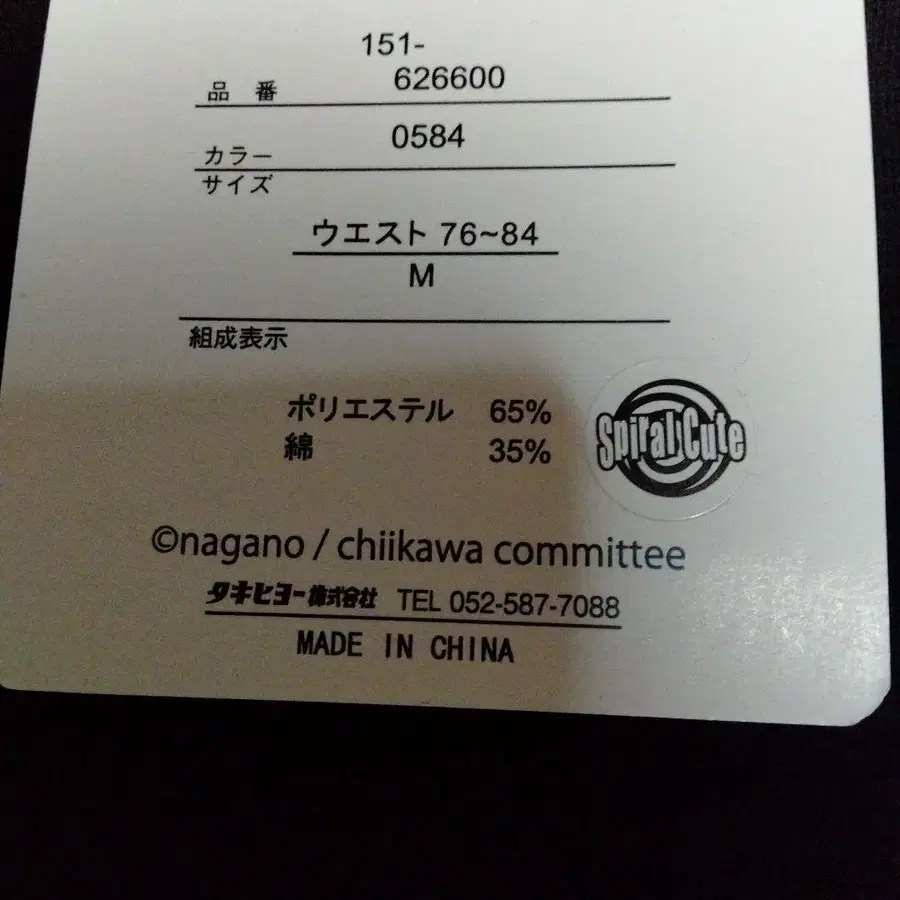 151-
品 番 626600
カラー 0584
サイズ
ウエスト 76~84
M
組成表示
ポリエステル 65%
綿 35%
Spiral Cute
©nagano / chiikawa committee
タキヒヨー株式会社 TEL 052-587-7088
MADE IN CHINA